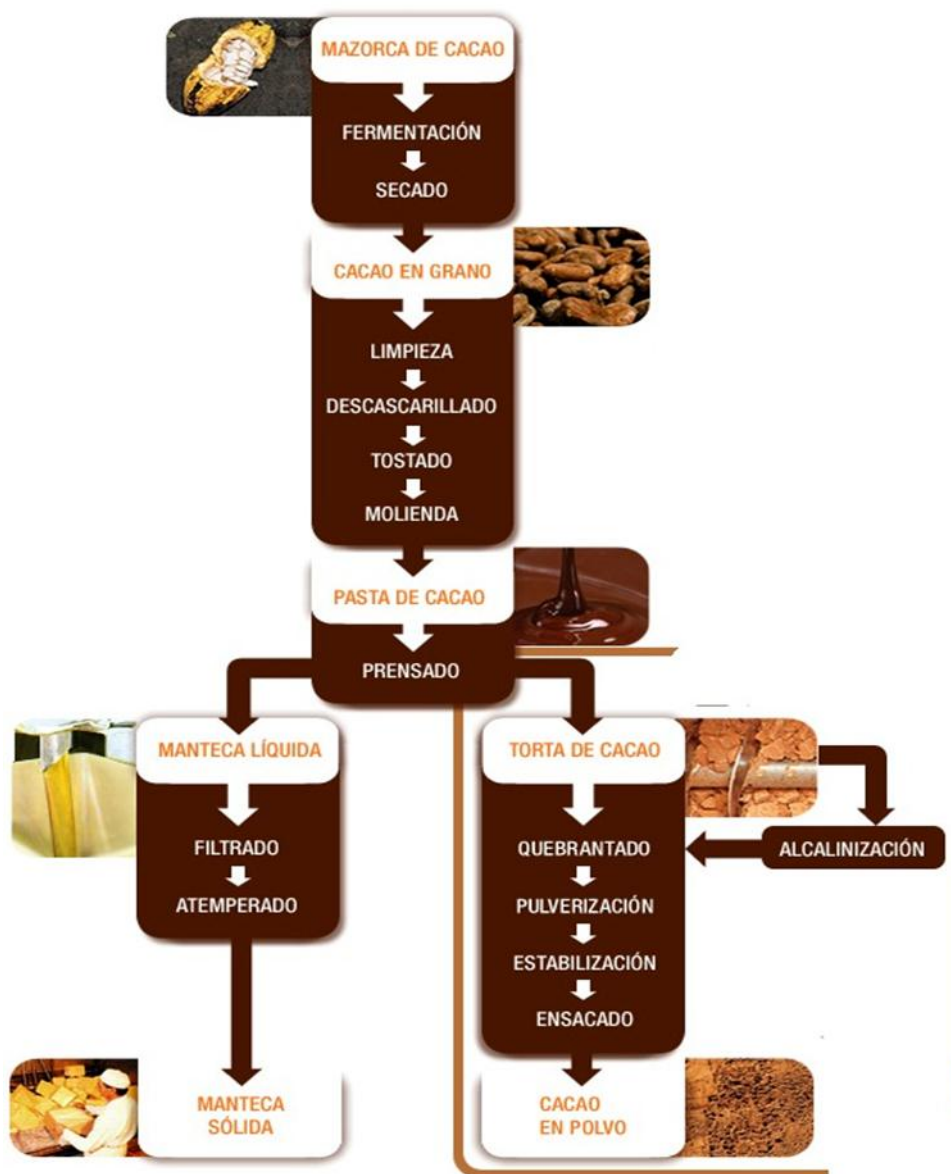 MAZORCA DE CACAO
FERMENTACIÓN
SECADO
CACAO EN GRANO
LIMPIEZA
DESCASCARILLADO
TOSTADO
MOLIENDA
PASTA DE CACAO
PRENSADO
MANTECA LÍQUIDA
FILTRADO
ATEMPERADO
MANTECA
SÓLIDA
TORTA DE CACAO
ALCALINIZACIÓN
QUEBRANTADO
PULVERIZACIÓN
ESTABILIZACIÓN
ENSACADO
CACAO
EN POLVO